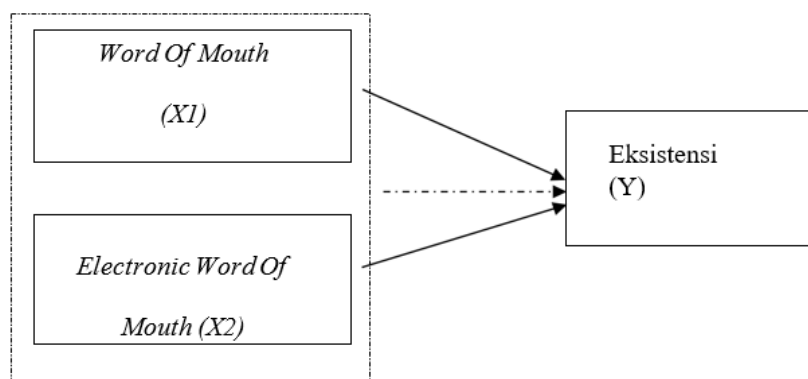 Word Of Mouth
(X1)
Eksistensi
(Y)
Electronic Word Of
Mouth (X2)